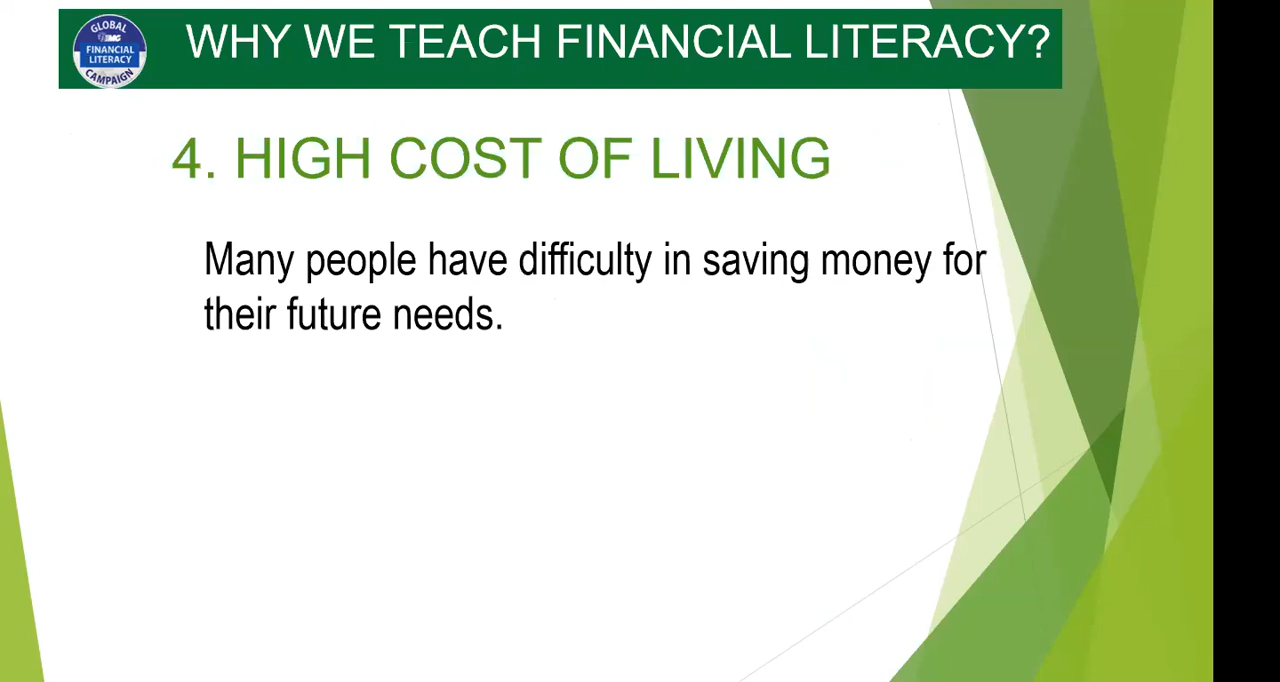 GLOBAL
IMG
FINANCIAL
LITERACY
CAMPAIGN
WHY WE TEACH FINANCIAL LITERACY?
4. HIGH COST OF LIVING
Many people have difficulty in saving money for
their future needs.